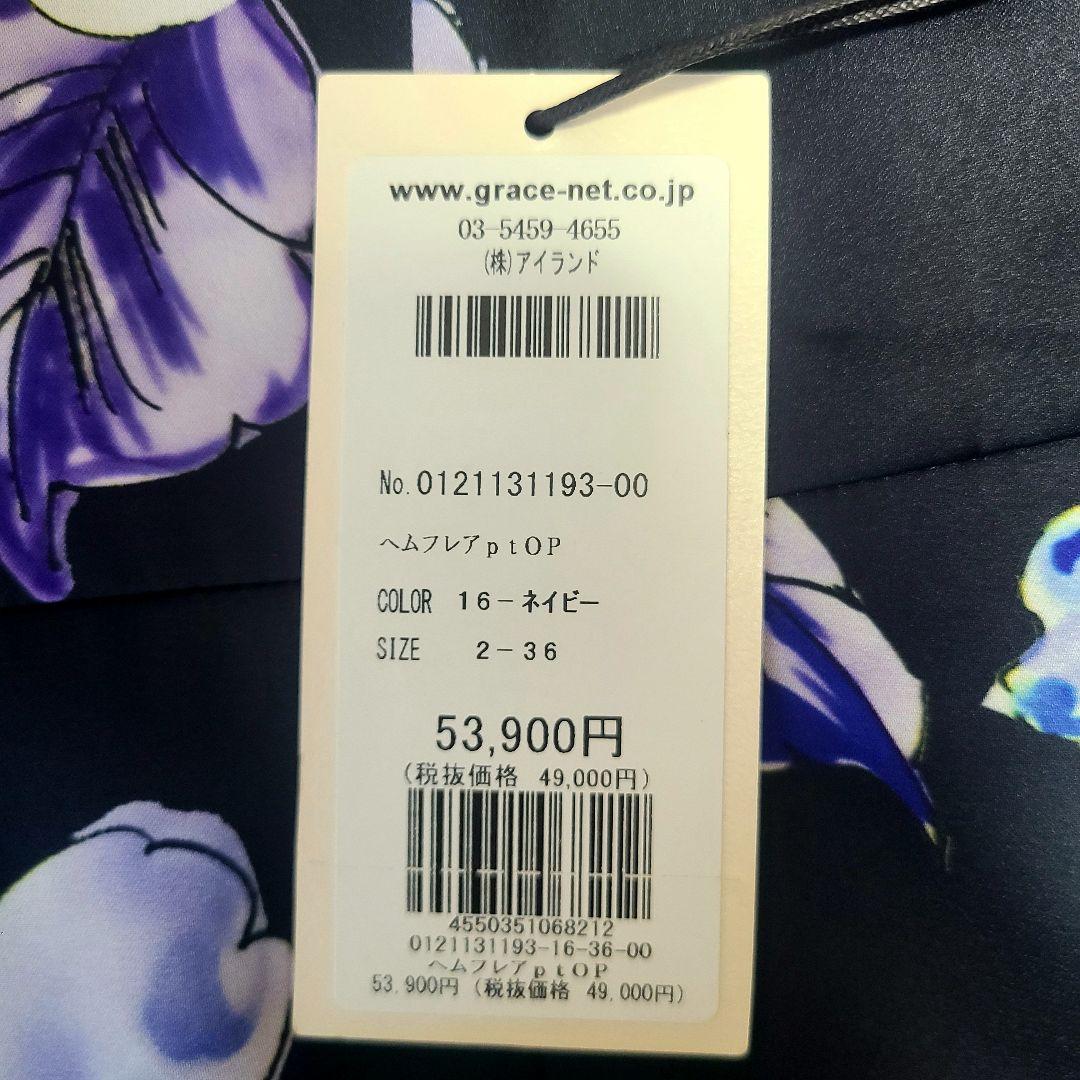 www.grace-net.co.jp
03-5459-4655
(株)アイランド
No.0121131193-00
ヘムフレアptOP
COLOR 16-ネイビー
SIZE 2-36
53,900円
(税抜価格 49,000円)
4550351068212
0121131193-16-36-00
ヘムフレアptOP
53,900円 (税抜価格 49,000円)